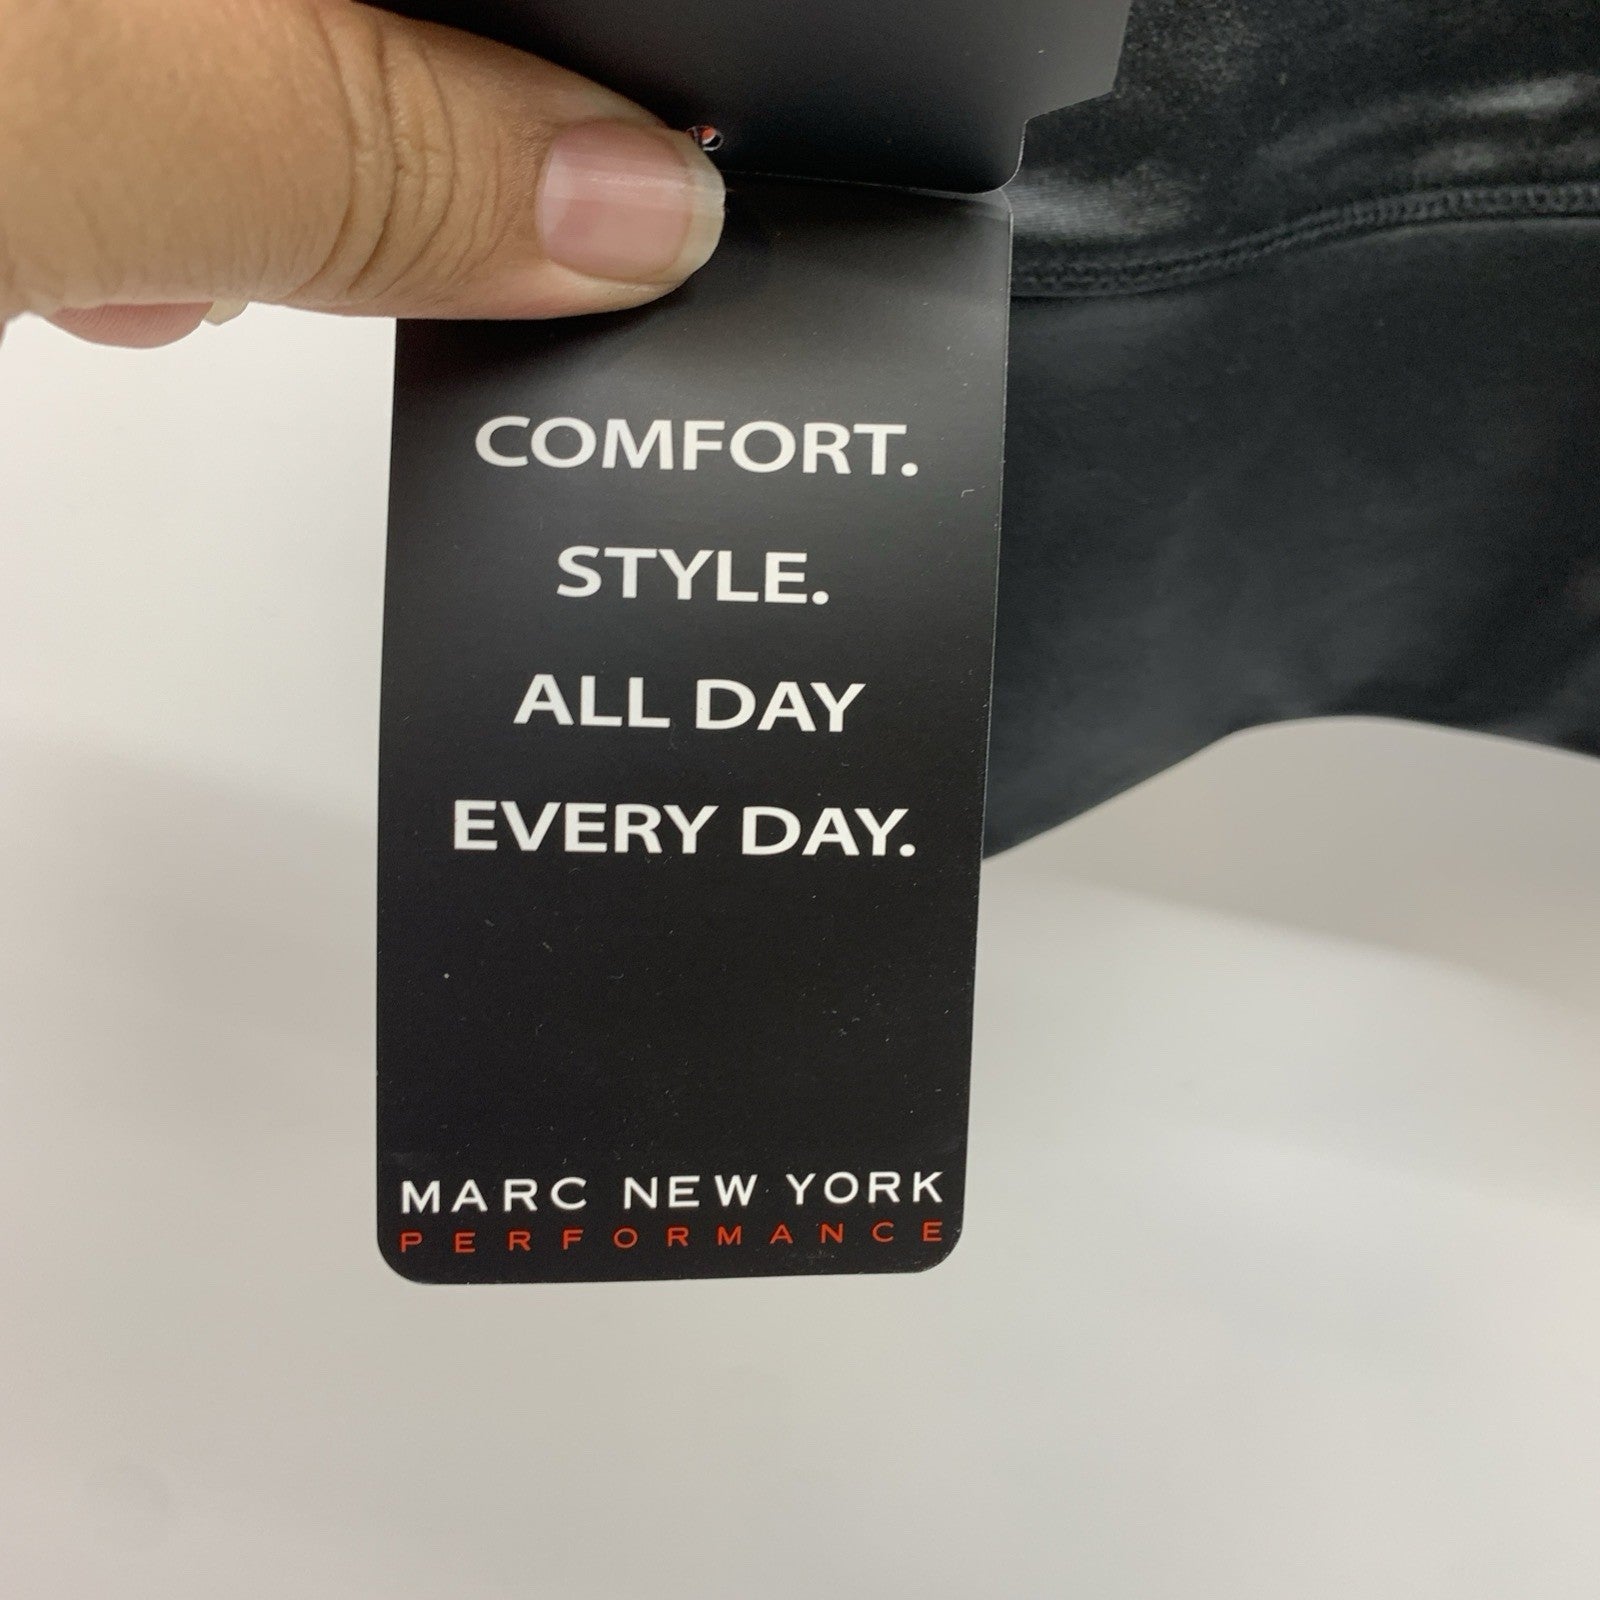 COMFORT.
STYLE.
ALL DAY
EVERY DAY.
MARC NEW YORK
PERFORMANCE